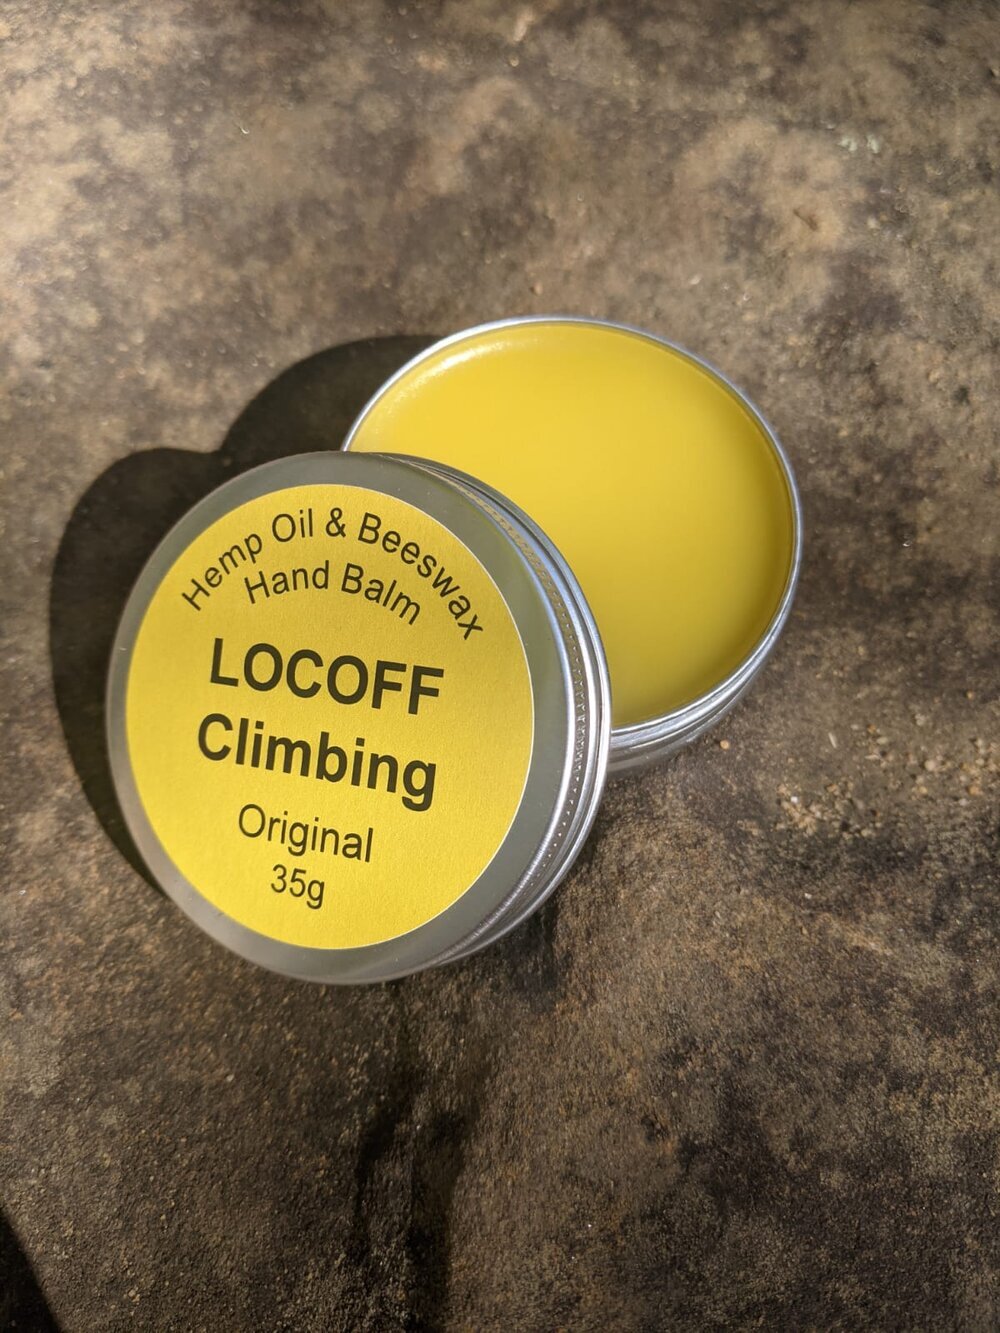 Hemp Oil & Beeswax
Hand Balm
LOCOFF
Climbing
Original
35g